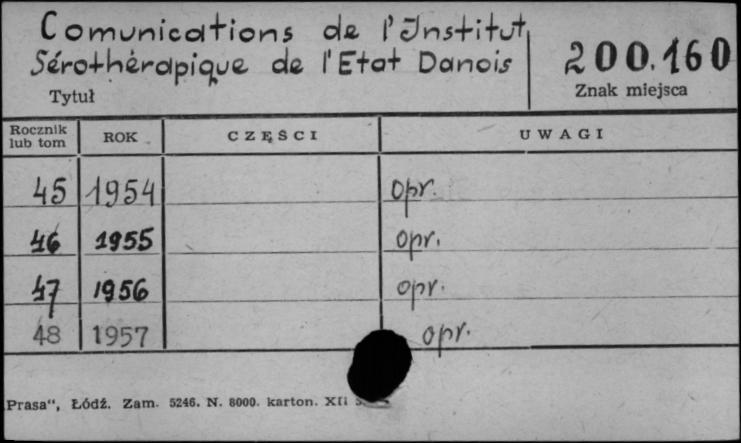 Comunications de l'Institut
Sérothèrapique de l'Etat Danois
200.160
Tytuł
Znak miejsca
Rocznik lub tom ROK CZĘŚCI UWAGI
45 1954 opr.
46 1955 opr.
47 1956 opr.
48 1957 opr.
Prasa", Łódź. Zam. 5246. N. 8000. karton. XII